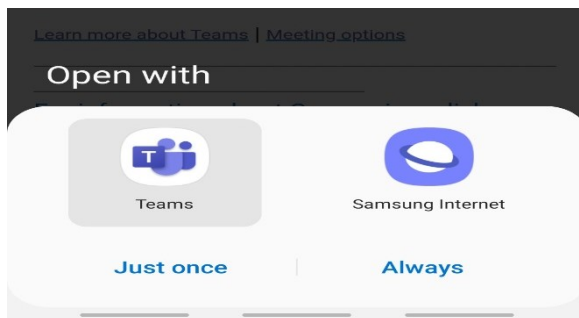 Learn more about Teams | Meeting options
Open with
T
Teams
Samsung Internet
Just once
Always